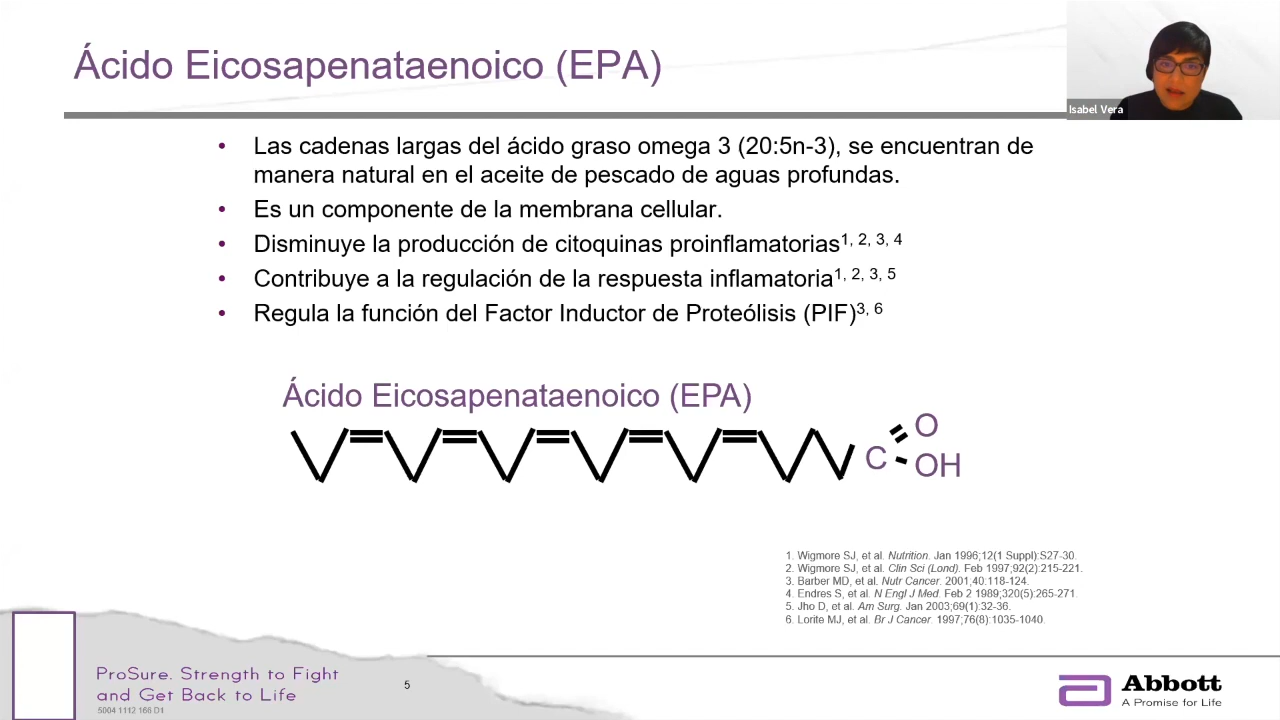 Ácido Eicosapenataenoico (EPA)
Isabel Vera
• Las cadenas largas del ácido graso omega 3 (20:5n-3), se encuentran de
manera natural en el aceite de pescado de aguas profundas.
• Es un componente de la membrana cellular.
• Disminuye la producción de citoquinas proinflamatorias1, 2, 3, 4
• Contribuye a la regulación de la respuesta inflamatoria1, 2, 3, 5
• Regula la función del Factor Inductor de Proteólisis (PIF)3, 6
Ácido Eicosapenataenoico (EPA)
O
C
OH
1. Wigmore SJ, et al. Nutrition. Jan 1996;12(1 Suppl):S27-30.
2. Wigmore SJ, et al. Clin Sci (Lond). Feb 1997;92(2):215-221.
3. Barber MD, et al. Nutr Cancer. 2001;40:118-124.
4. Endres S, et al. N Engl J Med. Feb 2 1989;320(5):265-271.
5. Jho D, et al. Am Surg. Jan 2003;69(1):32-36.
6. Lorite MJ, et al. Br J Cancer. 1997;76(8):1035-1040.
ProSure. Strength to Fight
and Get Back to Life
5004 1112 166 D1
5
Abbott
A Promise for Life